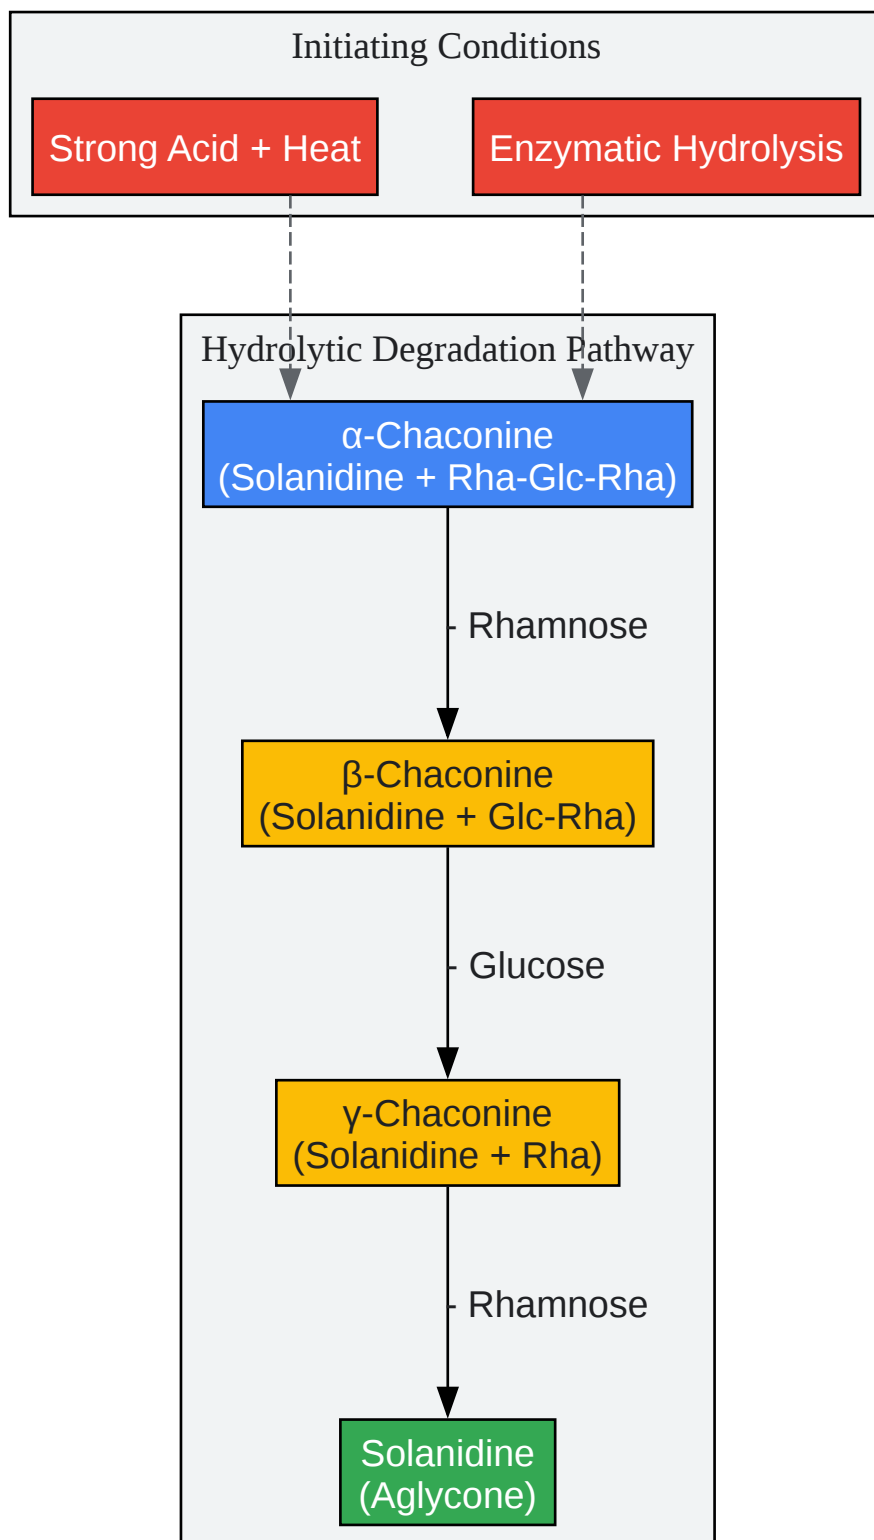 Initiating Conditions
Strong Acid + Heat
Enzymatic Hydrolysis
Hydrolytic Degradation Pathway
α-Chaconine
(Solanidine + Rha-Glc-Rha)
- Rhamnose
β-Chaconine
(Solanidine + Glc-Rha)
- Glucose
γ-Chaconine
(Solanidine + Rha)
- Rhamnose
Solanidine
(Aglycone)